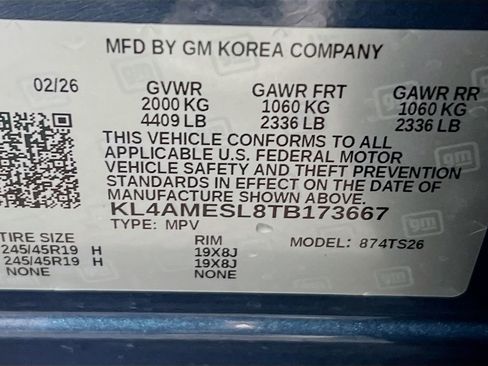 MFD BY GM KOREA COMPANY
02/26 GVWR GAWR FRT GAWR RR
2000 KG 1060 KG 1060 KG
4409 LB 2336 LB 2336 LB
THIS VEHICLE CONFORMS TO ALL
APPLICABLE U.S. FEDERAL MOTOR
VEHICLE SAFETY AND THEFT PREVENTION
STANDARDS IN EFFECT ON THE DATE OF
MANUFACTURE SHOWN ABOVE.
KL4AMESL8TB173667
TYPE: MPV MODEL: 874TS26
TIRE SIZE RIM
245/45R19 H 19X8J
245/45R19 H 19X8J
NONE NONE
gm